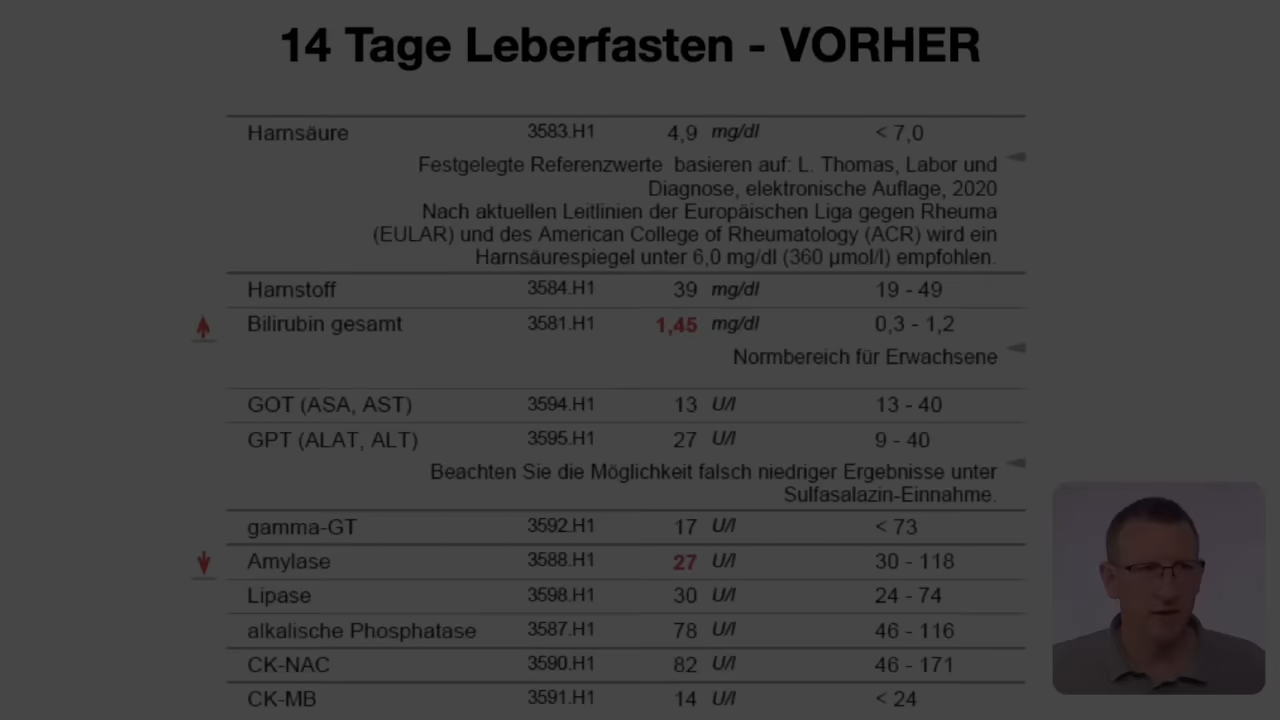 14 Tage Leberfasten - VORHER
Harnsäure 3583.H1 4,9 mg/dl < 7,0
Festgelegte Referenzwerte basieren auf: L. Thomas, Labor und
Diagnose, elektronische Auflage, 2020
Nach aktuellen Leitlinien der Europäischen Liga gegen Rheuma
(EULAR) und des American College of Rheumatology (ACR) wird ein
Harnsäurespiegel unter 6,0 mg/dl (360 µmol/l) empfohlen.
Harnstoff 3584.H1 39 mg/dl 19 - 49
Bilirubin gesamt 3581.H1 1,45 mg/dl 0,3 - 1,2
Normbereich für Erwachsene
GOT (ASA, AST) 3594.H1 13 U/l 13 - 40
GPT (ALAT, ALT) 3595.H1 27 U/l 9 - 40
Beachten Sie die Möglichkeit falsch niedriger Ergebnisse unter
Sulfasalazin-Einnahme.
gamma-GT 3592.H1 17 U/l < 73
Amylase 3588.H1 27 U/l 30 - 118
Lipase 3598.H1 30 U/l 24 - 74
alkalische Phosphatase 3587.H1 78 U/l 46 - 116
CK-NAC 3590.H1 82 U/l 46 - 171
CK-MB 3591.H1 14 U/l < 24